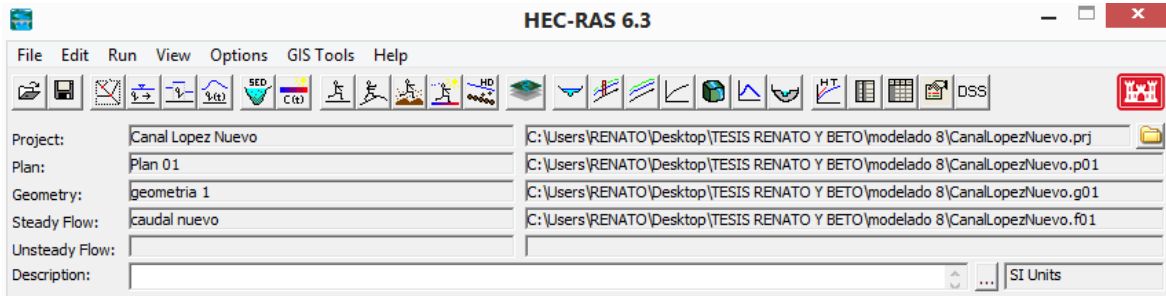 HEC-RAS 6.3
File Edit Run View Options GIS Tools Help
SED C(t) Q(t) HD HT DSS
Project: Canal Lopez Nuevo C:\Users\RENATO\Desktop\TESIS RENATO Y BETO\modelado 8\CanalLopezNuevo.prj
Plan: Plan 01 C:\Users\RENATO\Desktop\TESIS RENATO Y BETO\modelado 8\CanalLopezNuevo.p01
Geometry: geometria 1 C:\Users\RENATO\Desktop\TESIS RENATO Y BETO\modelado 8\CanalLopezNuevo.g01
Steady Flow: caudal nuevo C:\Users\RENATO\Desktop\TESIS RENATO Y BETO\modelado 8\CanalLopezNuevo.f01
Unsteady Flow:
Description: ... SI Units